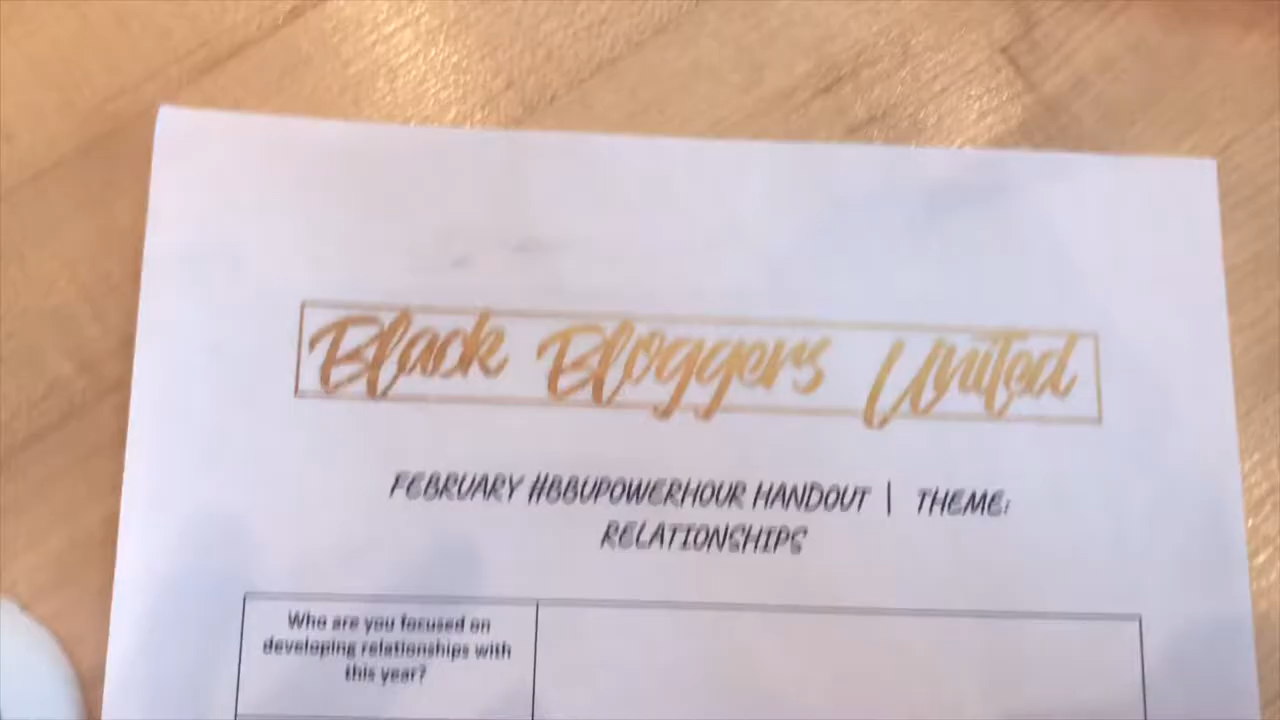 Black Bloggers United
FEBRUARY #BBUPOWERHOUR HANDOUT | THEME:
RELATIONSHIPS
Who are you focused on
developing relationships with
this year?